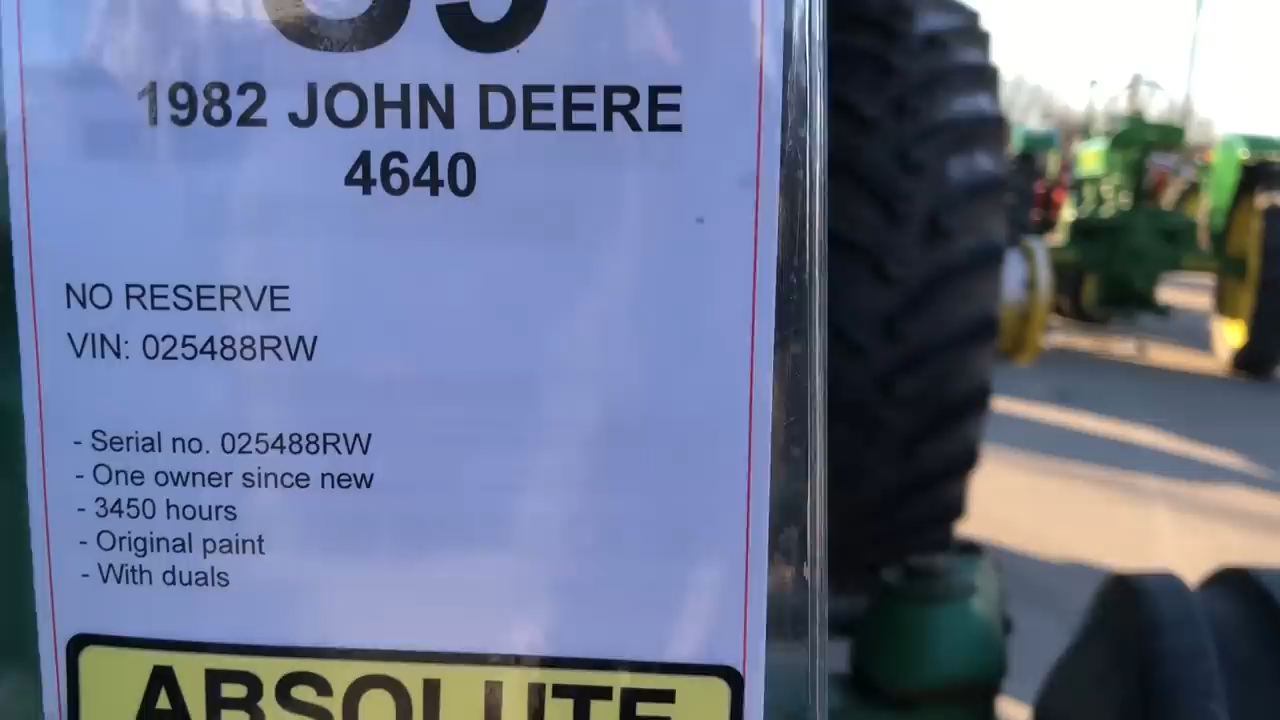 1982 JOHN DEERE
4640
NO RESERVE
VIN: 025488RW
- Serial no. 025488RW
- One owner since new
- 3450 hours
- Original paint
- With duals
ABSOLUTE